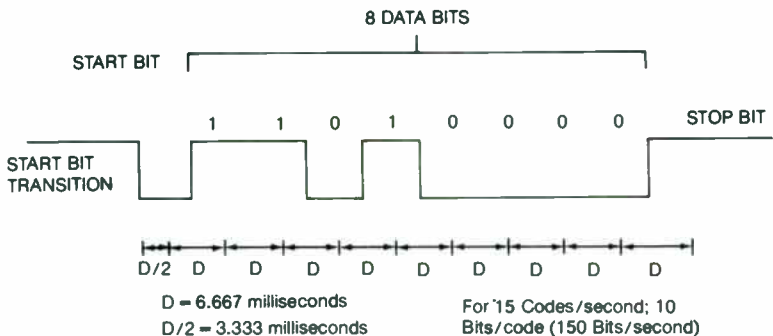 8 DATA BITS
START BIT
1 1 0 1 0 0 0 0
STOP BIT
START BIT
TRANSITION
D/2 D D D D D D D D D
D = 6.667 milliseconds
D/2 = 3.333 milliseconds
For 15 Codes/second; 10
Bits/code (150 Bits/second)